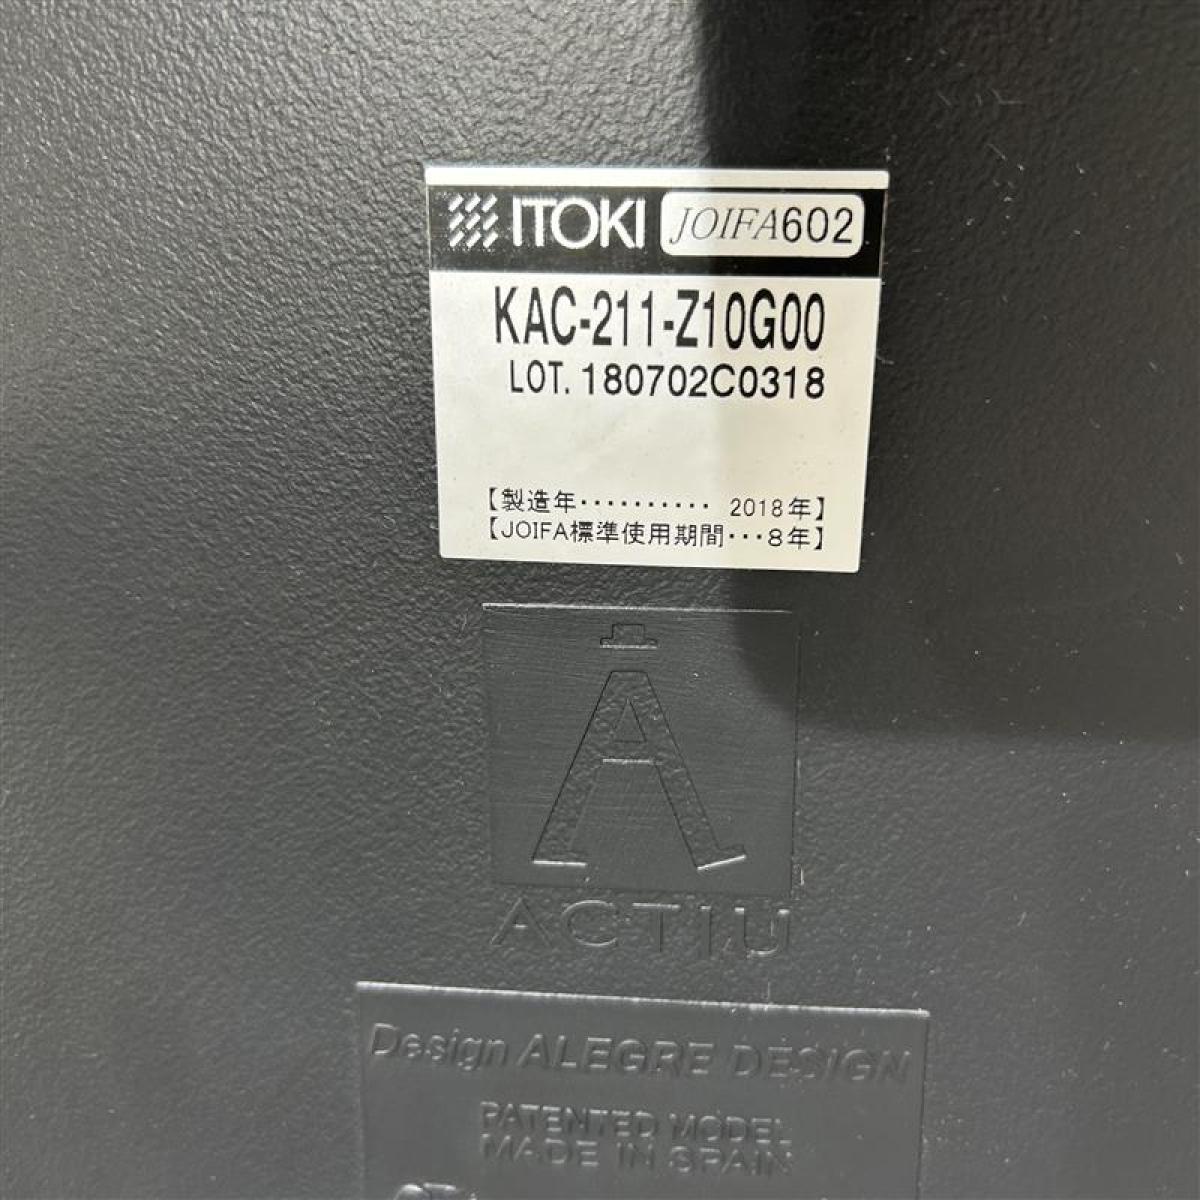 ITOKI JOIFA602
KAC-211-Z10G00
LOT. 180702C0318
【製造年・・・・・・・・・・ 2018年】
【JOIFA標準使用期間・・・8年】
A
ACTIU
Design ALEGRE DESIGN
PATENTED MODEL
MADE IN SPAIN